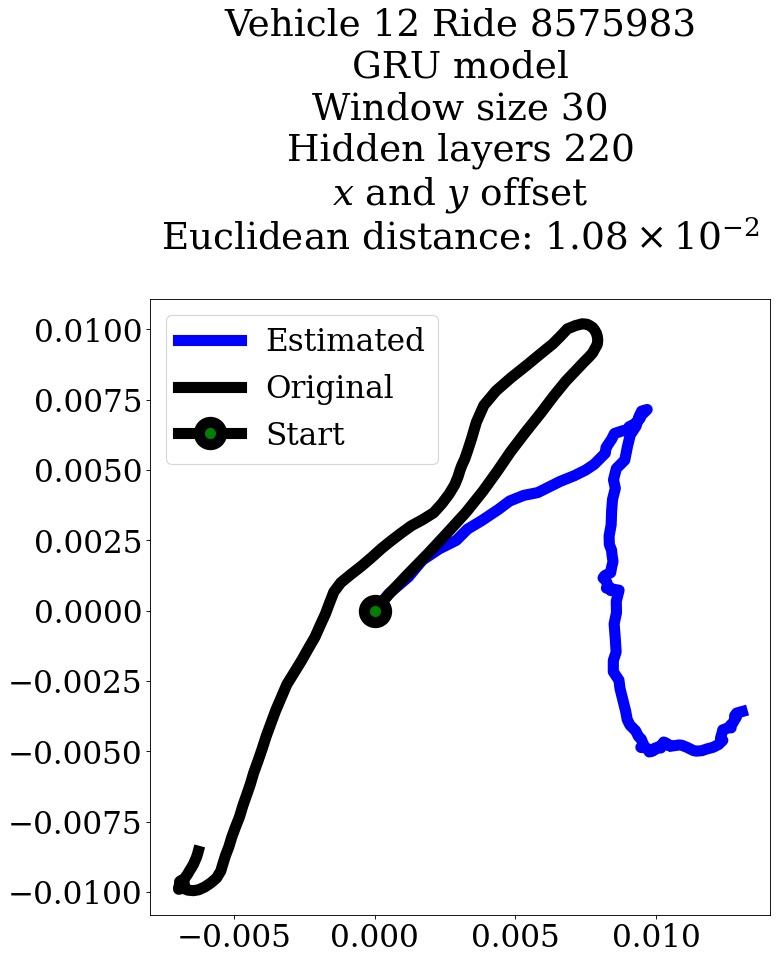 Vehicle 12 Ride 8575983
GRU model
Window size 30
Hidden layers 220
x and y offset
Euclidean distance: 1.08 × 10⁻²
Estimated
Original
Start
0.0100
0.0075
0.0050
0.0025
0.0000
−0.0025
−0.0050
−0.0075
−0.0100
−0.005 0.000 0.005 0.010